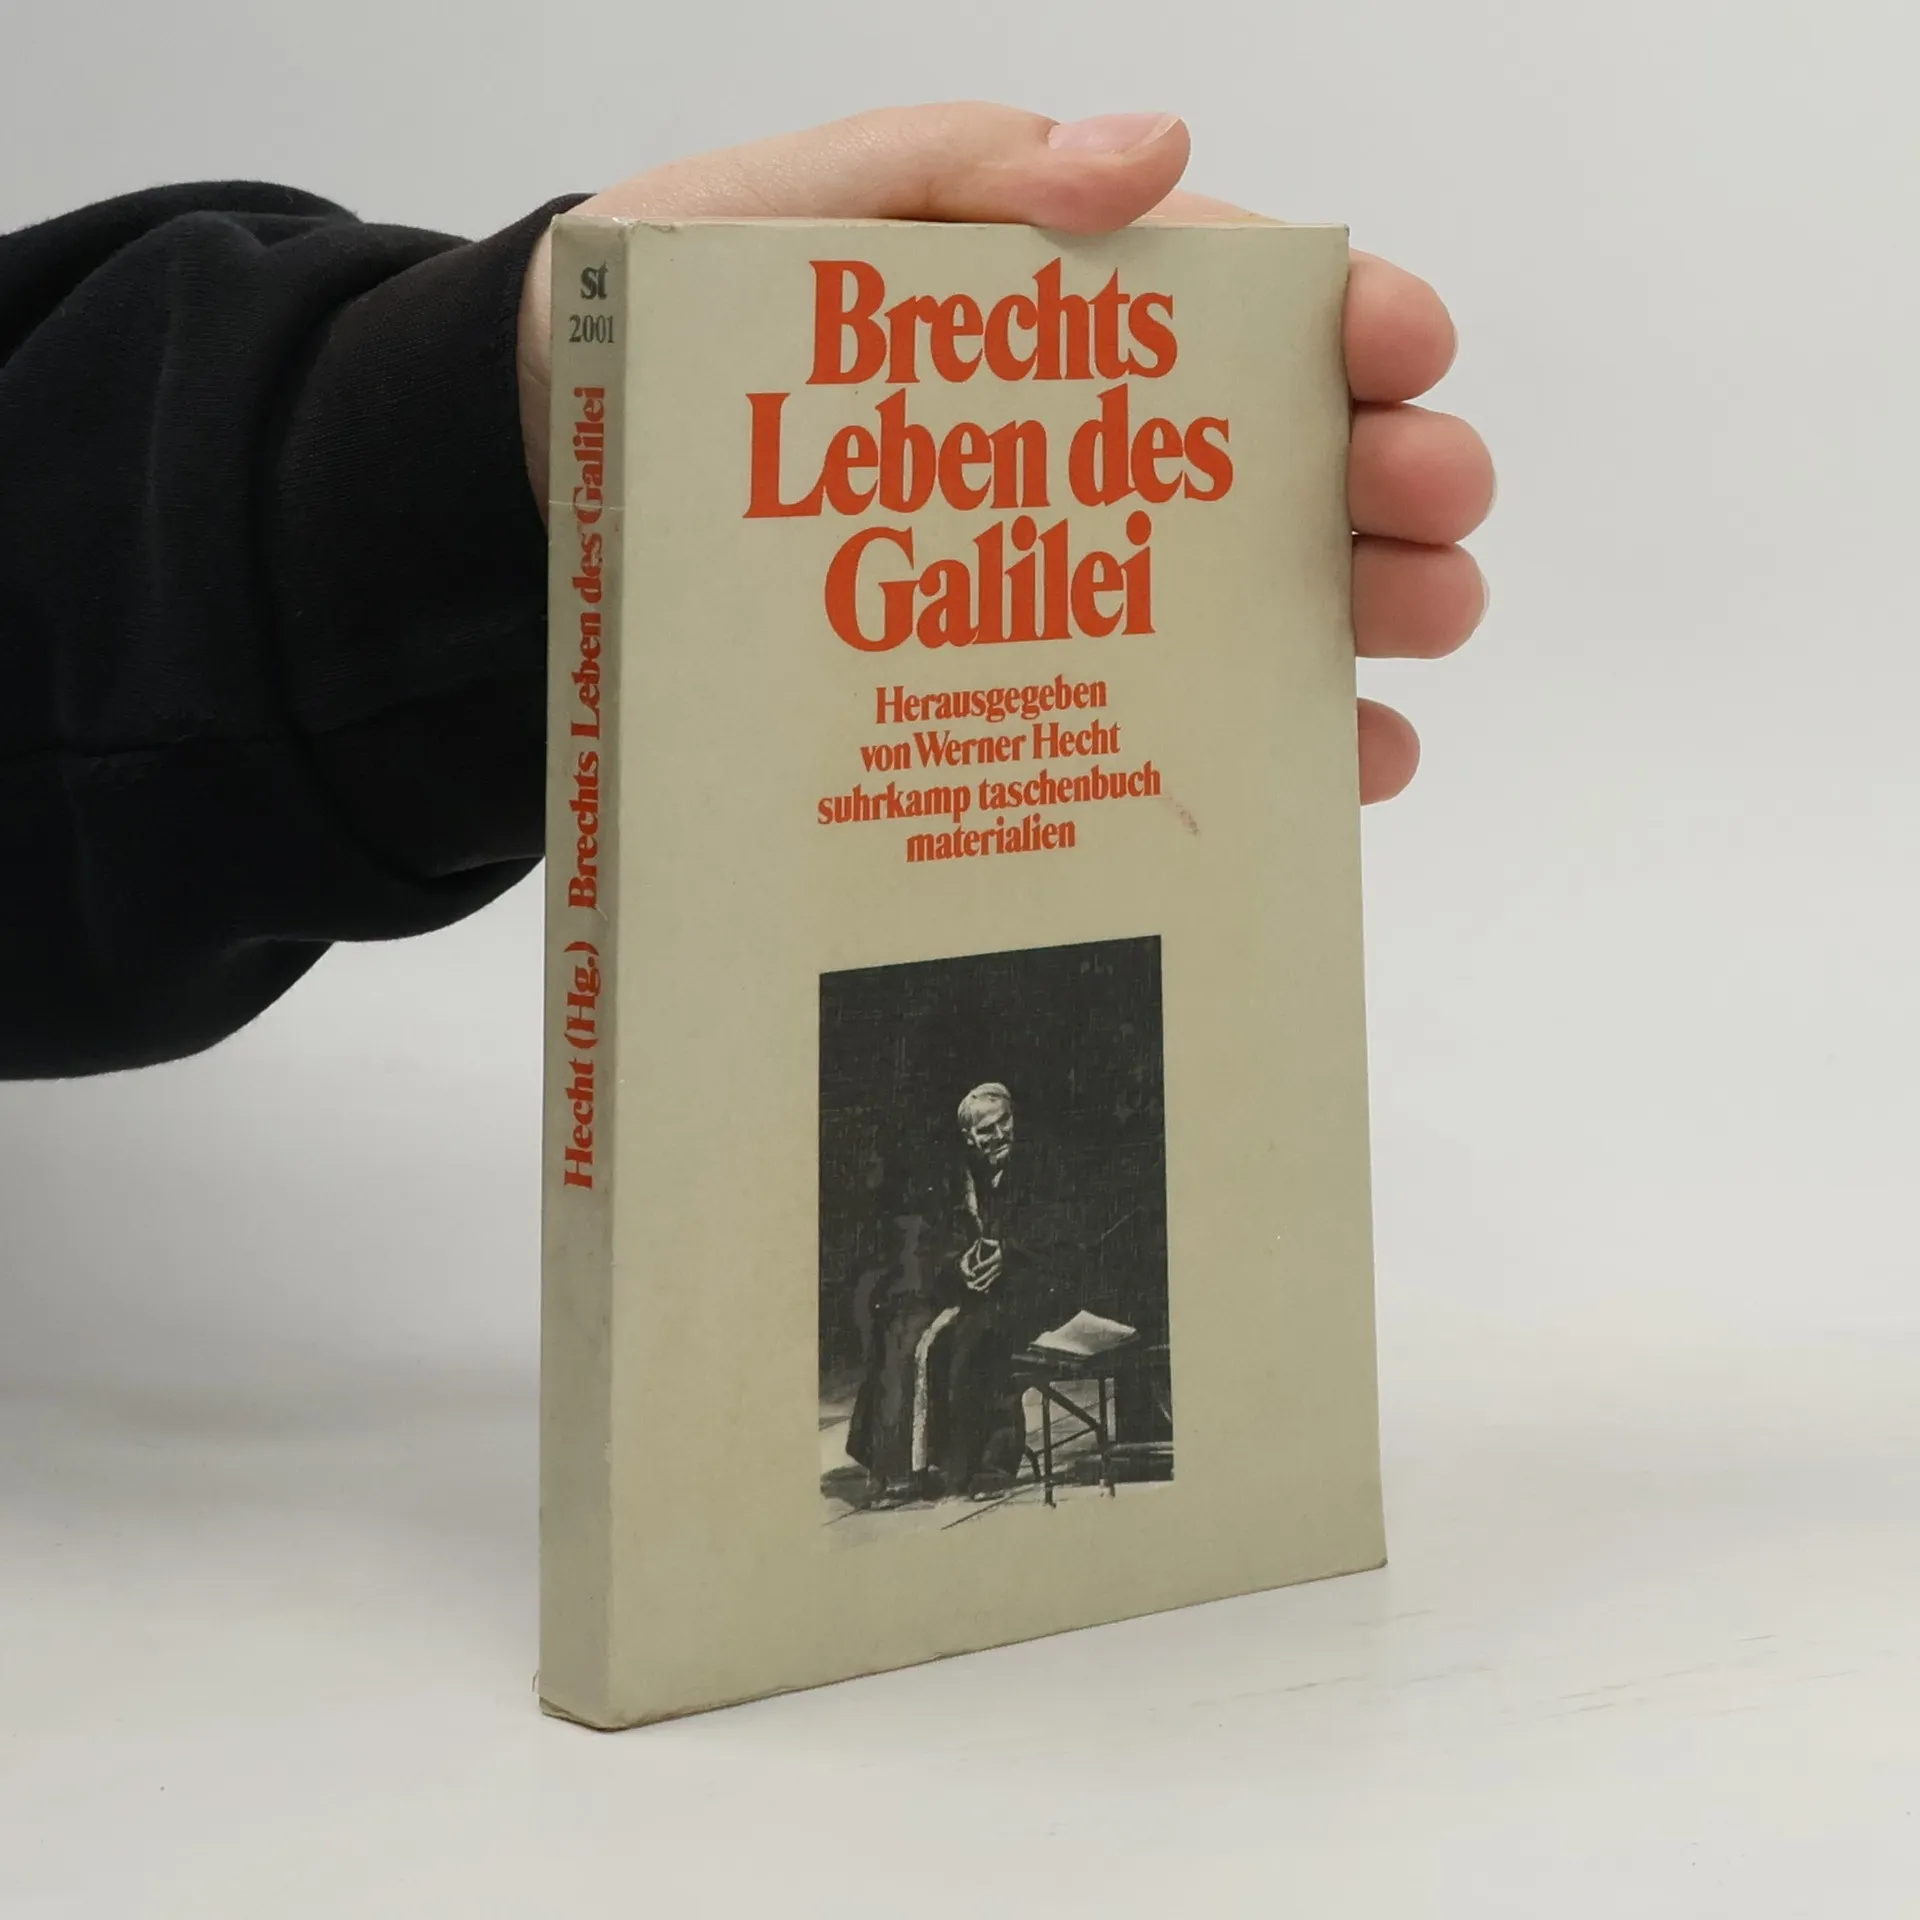 st
2001
Hecht (Hg.) Brechts Leben des Galilei
Brechts
Leben des
Galilei
Herausgegeben
von Werner Hecht
suhrkamp taschenbuch
materialien